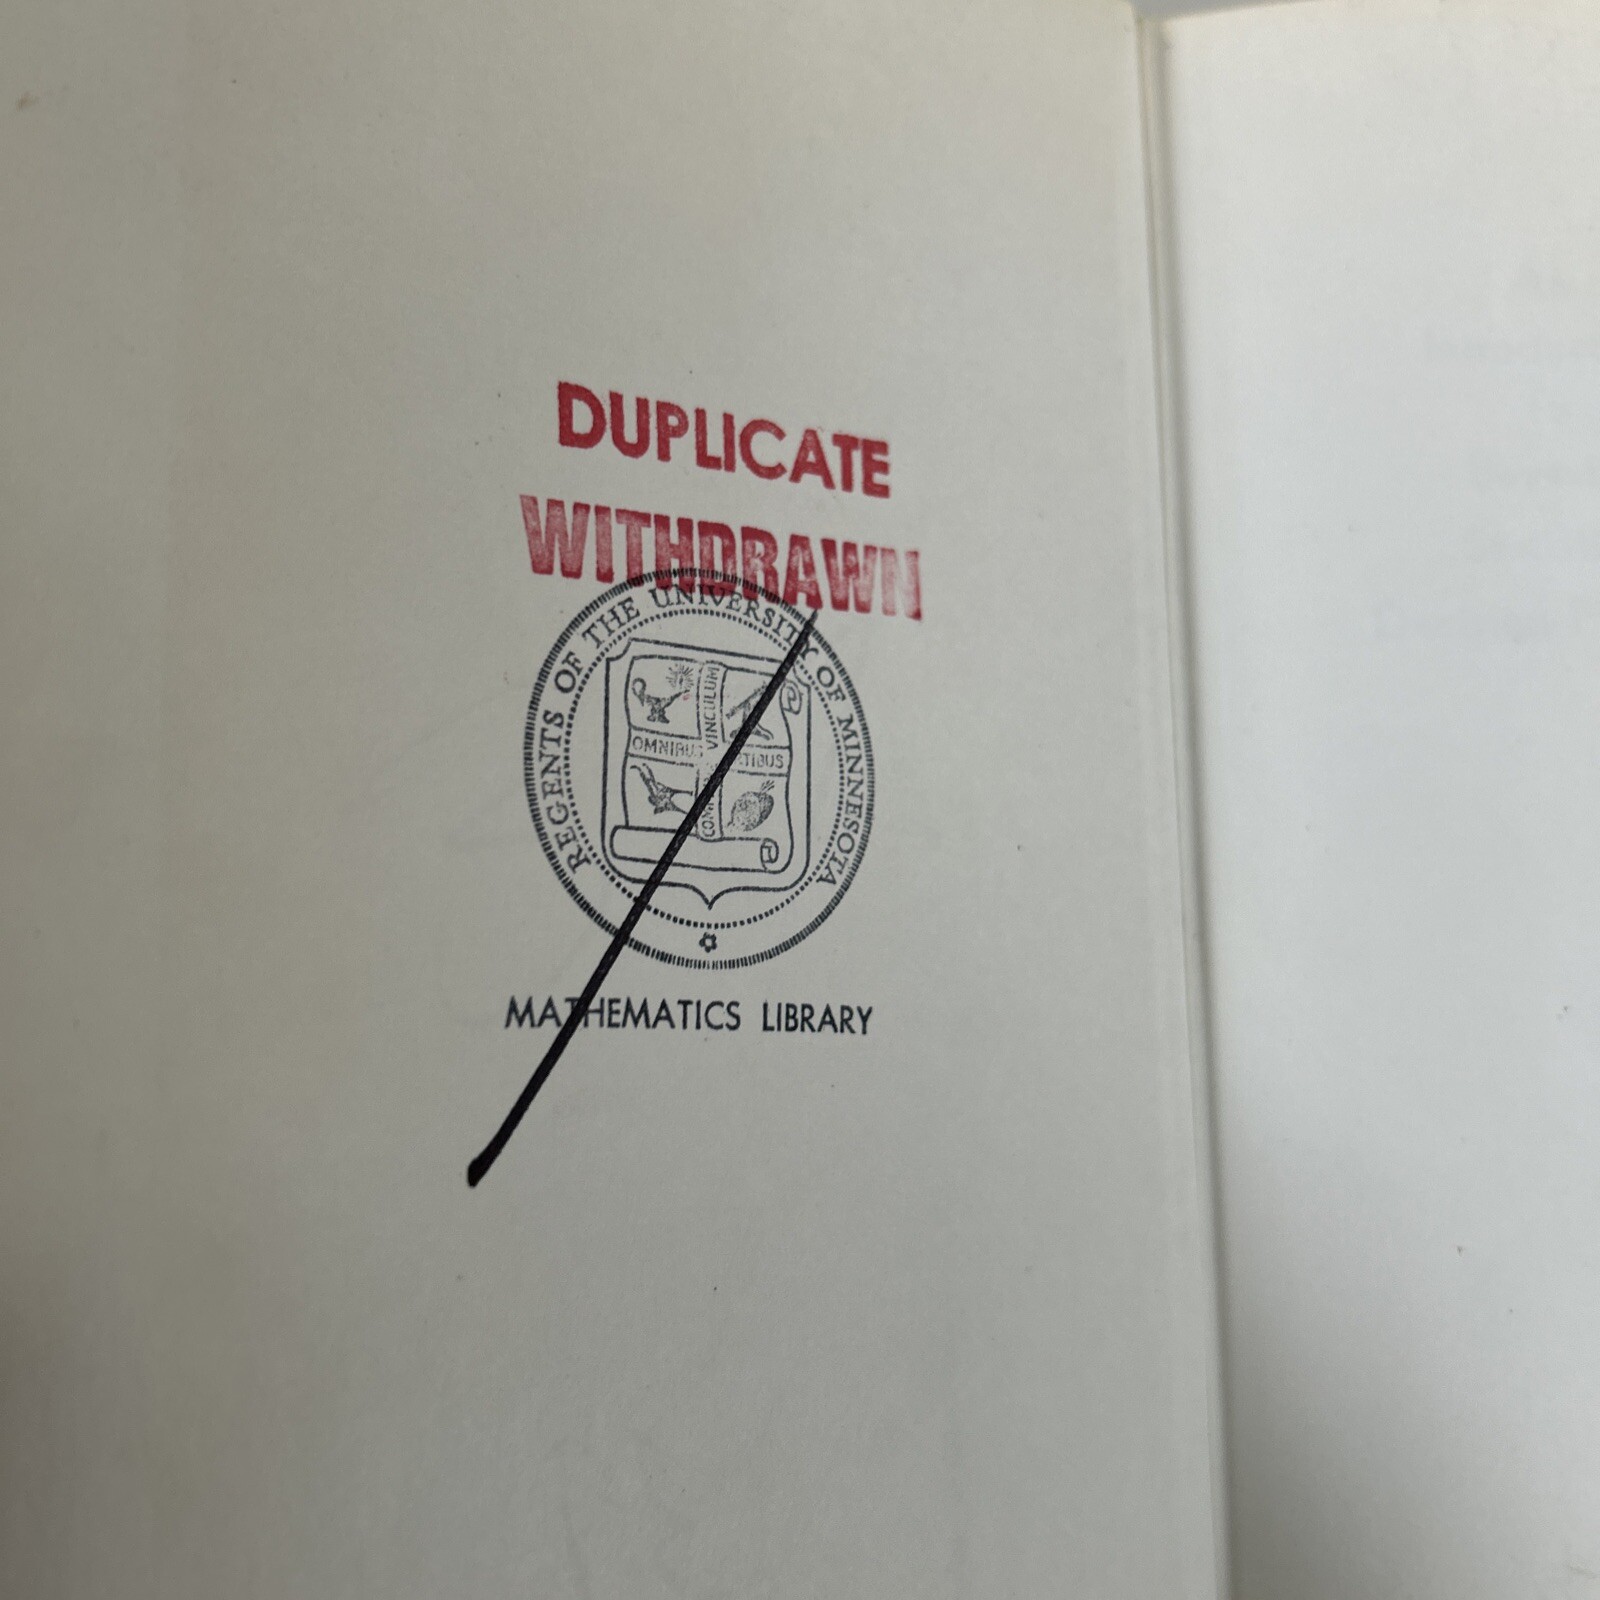 DUPLICATE
WITHDRAWN
REGENTS OF THE UNIVERSITY OF MINNESOTA
OMNIBUS
VINCULUM
MATHEMATICS LIBRARY